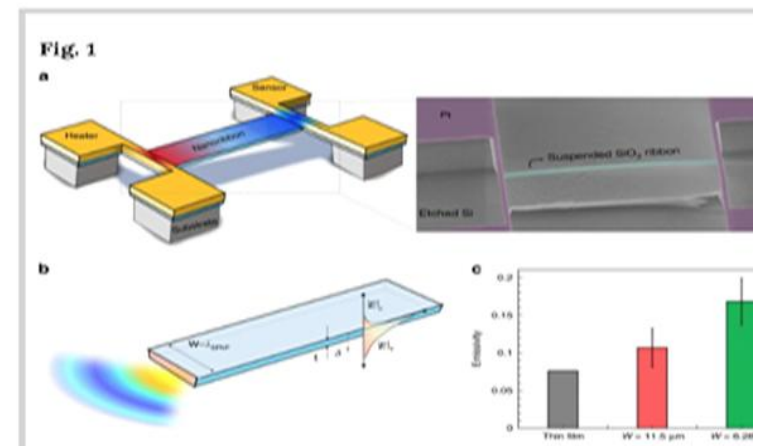 Fig. 1
a
Sensor
Heater
Nanoribbon
Substrate
Pt
Suspended SiO₂ ribbon
Etched Si
b
t
c
Emissivity
0.2
0.15
0.1
0.05
0
Thin film
W = 11.5 μm